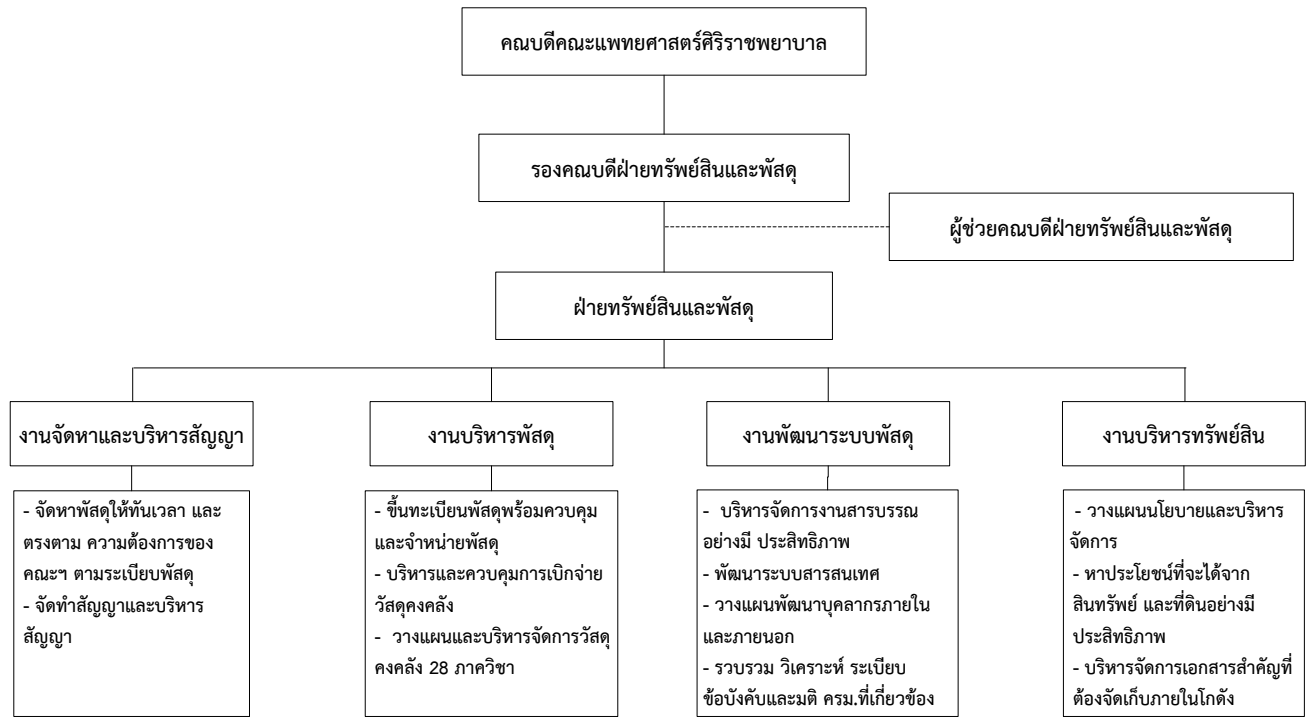 คณบดีคณะแพทยศาสตร์ศิริราชพยาบาล
รองคณบดีฝ่ายทรัพย์สินและพัสดุ
ผู้ช่วยคณบดีฝ่ายทรัพย์สินและพัสดุ
ฝ่ายทรัพย์สินและพัสดุ
งานจัดหาและบริหารสัญญา
- จัดหาพัสดุให้ทันเวลา และ
ตรงตาม ความต้องการของ
คณะฯ ตามระเบียบพัสดุ
- จัดทำสัญญาและบริหาร
สัญญา
งานบริหารพัสดุ
- ขึ้นทะเบียนพัสดุพร้อมควบคุม
และจำหน่ายพัสดุ
- บริหารและควบคุมการเบิกจ่าย
วัสดุคงคลัง
- วางแผนและบริหารจัดการวัสดุ
คงคลัง 28 ภาควิชา
งานพัฒนาระบบพัสดุ
- บริหารจัดการงานสารบรรณ
อย่างมี ประสิทธิภาพ
- พัฒนาระบบสารสนเทศ
- วางแผนพัฒนาบุคลากรภายใน
และภายนอก
- รวบรวม วิเคราะห์ ระเบียบ
ข้อบังคับและมติ ครม.ที่เกี่ยวข้อง
งานบริหารทรัพย์สิน
- วางแผนนโยบายและบริหาร
จัดการ
- หาประโยชน์ที่จะได้จาก
สินทรัพย์ และที่ดินอย่างมี
ประสิทธิภาพ
- บริหารจัดการเอกสารสำคัญที่
ต้องจัดเก็บภายในโกดัง